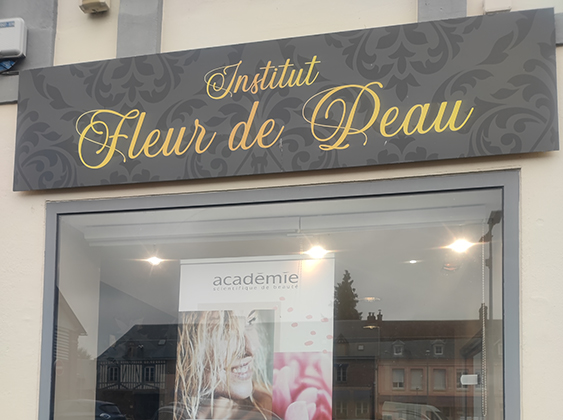 Institut
Fleur de Peau
académie
scientifique de beauté